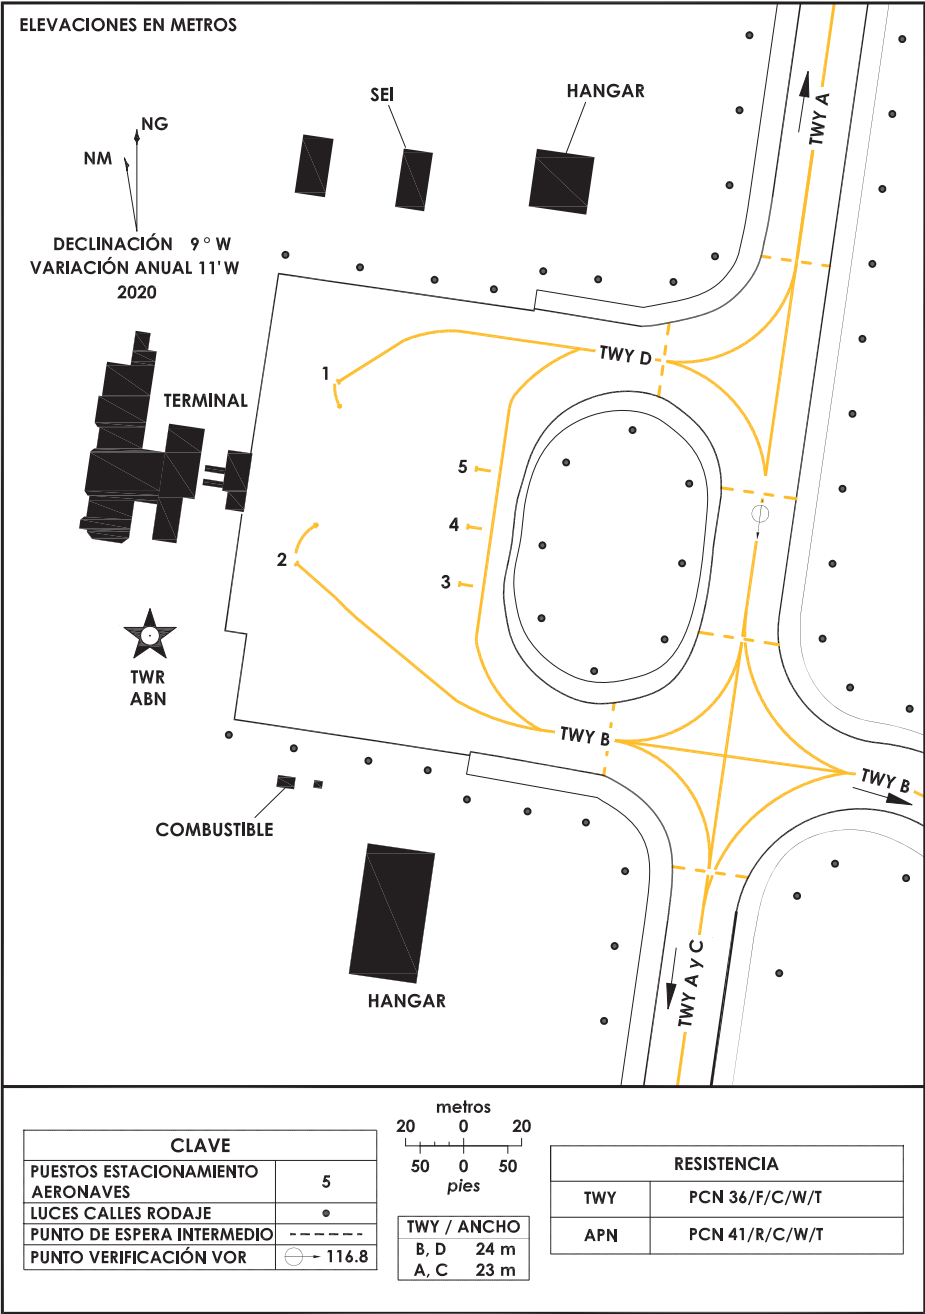 ELEVACIONES EN METROS
SEI
HANGAR
TWY A
NG
NM
DECLINACIÓN 9° W
VARIACIÓN ANUAL 11' W
2020
TWY D
1
TERMINAL
5
4
2
3
TWR
ABN
TWY B
TWY B
COMBUSTÍBLE
HANGAR
TWY A y C
CLAVE
PUESTOS ESTACIONAMIENTO
AERONAVES
5
LUCES CALLES RODAJE
PUNTO DE ESPERA INTERMEDIO
PUNTO VERIFICACIÓN VOR
116.8
metros
20 0 20
50 0 50
pies
TWY / ANCHO
B, D 24 m
A, C 23 m
RESISTENCIA
TWY PCN 36/F/C/W/T
APN PCN 41/R/C/W/T